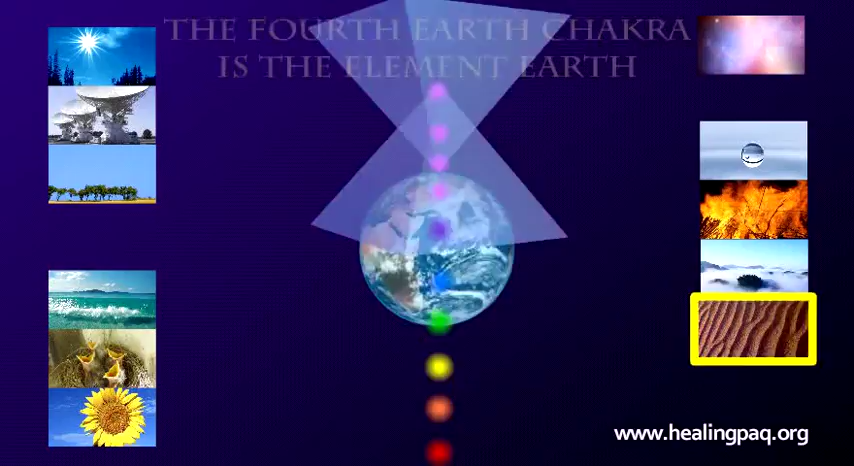 THE FOURTH EARTH CHAKRA
IS THE ELEMENT EARTH
www.healingpaq.org